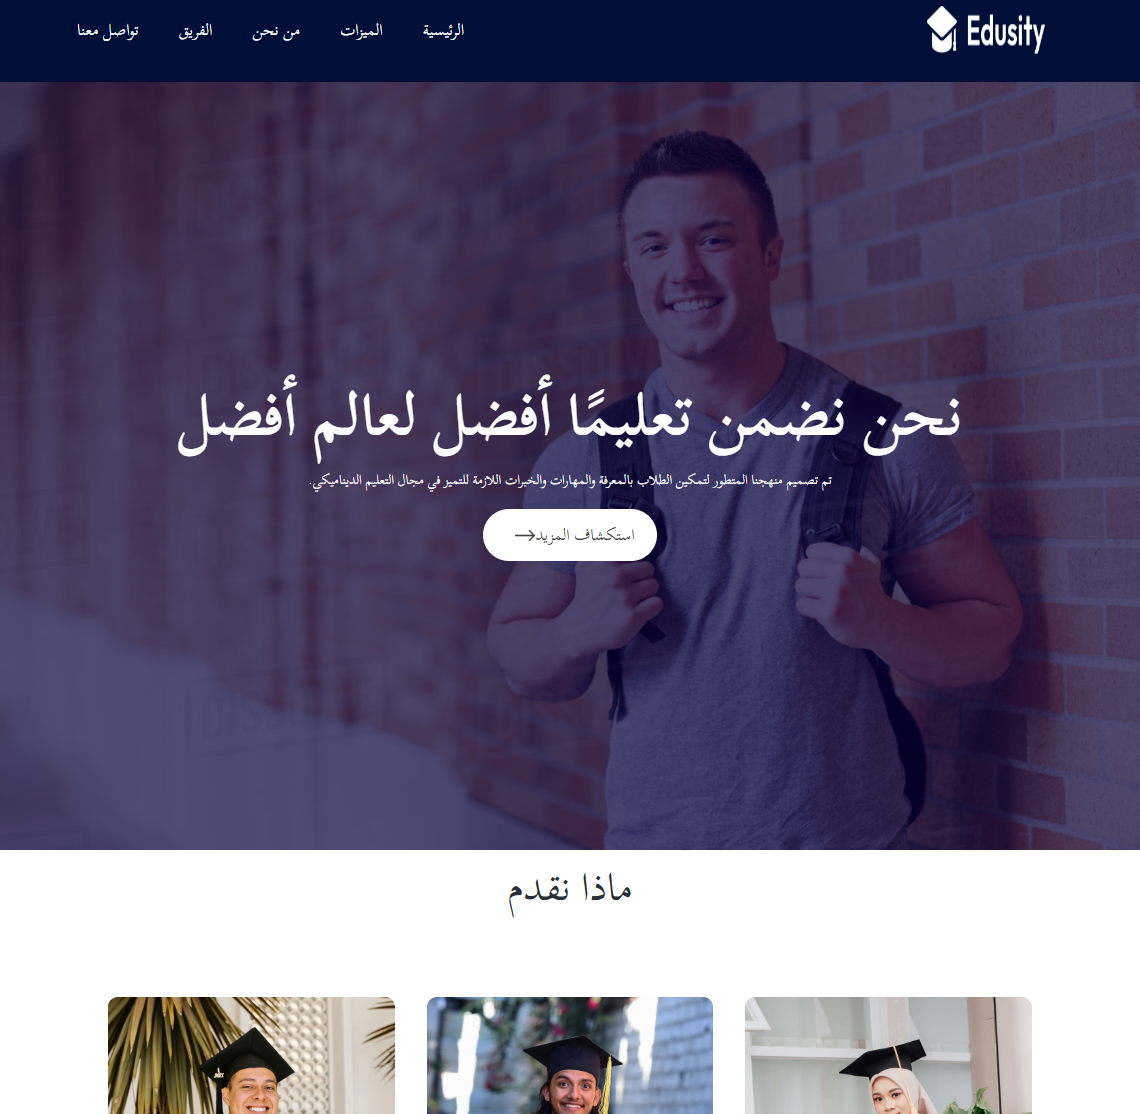 Edusity
الرئيسية
الميزات
من نحن
الفريق
تواصل معنا
نحن نضمن تعليمًا أفضل لعالم أفضل
تم تصميم منهجنا المتطور لتمكين الطلاب بالمعرفة والمهارات والخبرات اللازمة للتميز في مجال التعليم الديناميكي.
استكشاف المزيد
ماذا نقدم